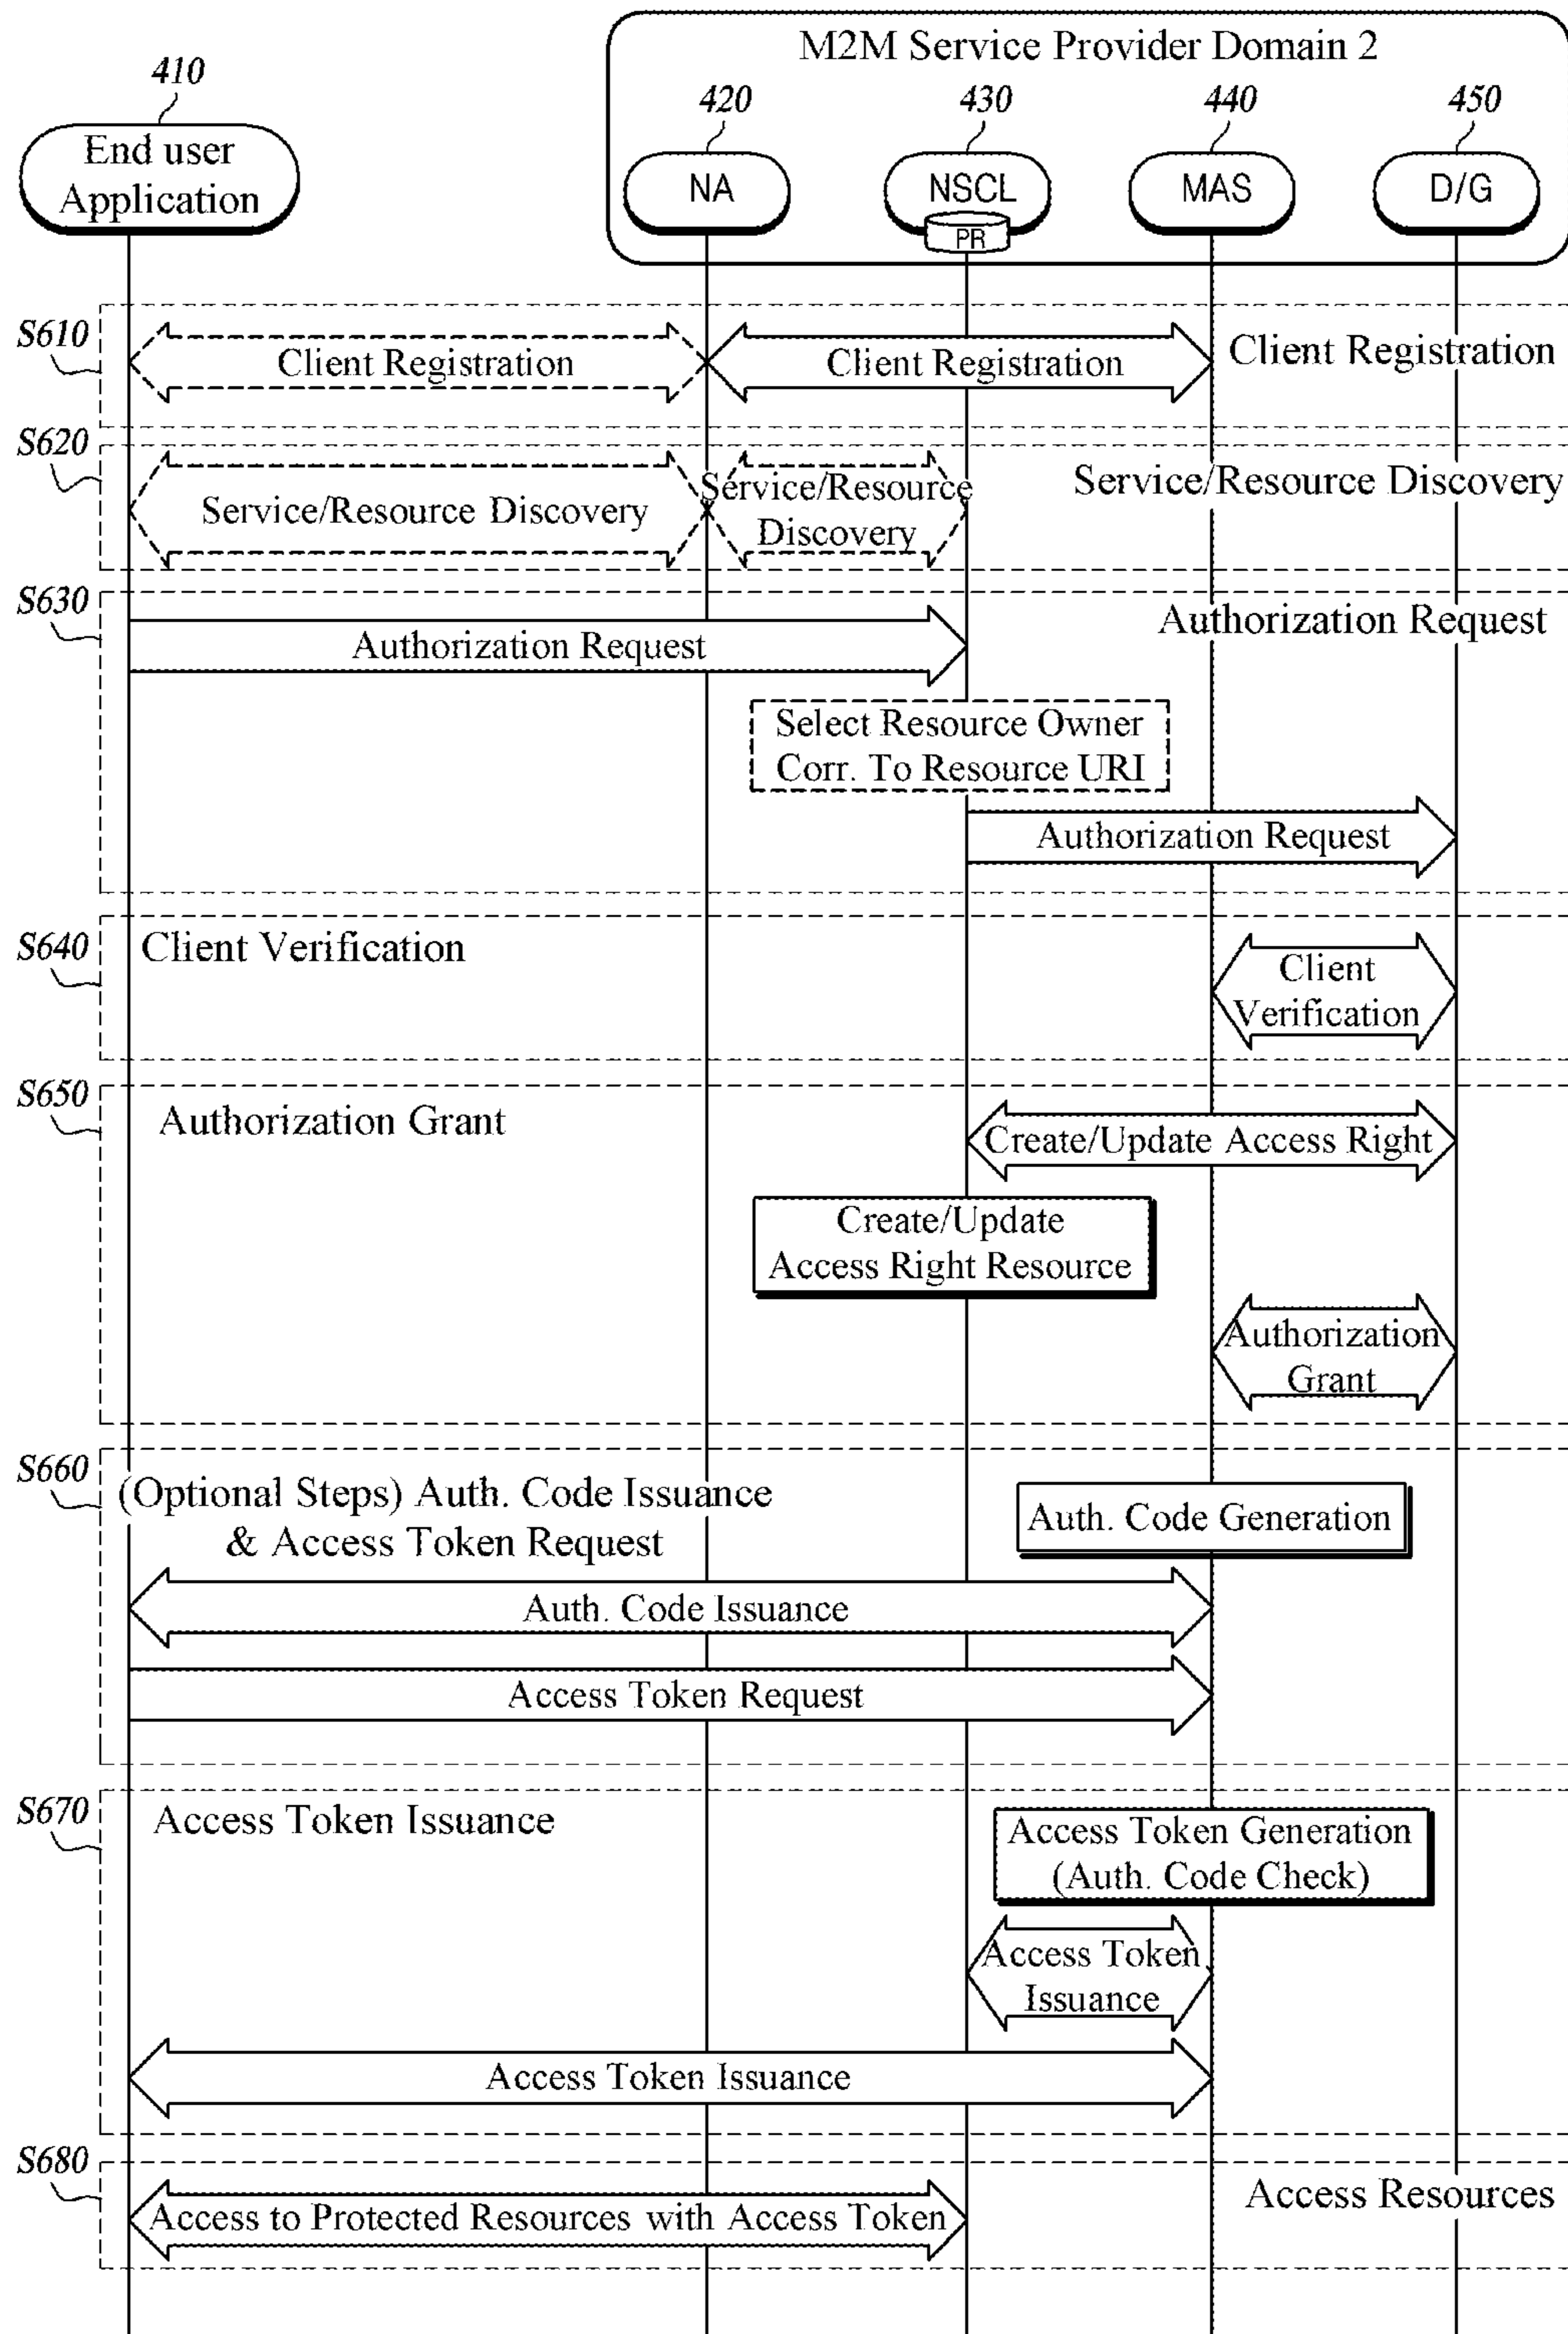 M2M Service Provider Domain 2
410
420
430
440
450
End user
Application
NA
NSCL
PR
MAS
D/G
S610
Client Registration
Client Registration
Client Registration
S620
Service/Resource Discovery
Service/Resource
Discovery
Service/Resource Discovery
S630
Authorization Request
Authorization Request
Select Resource Owner
Corr. To Resource URI
Authorization Request
S640
Client Verification
Client
Verification
S650
Authorization Grant
Create/Update Access Right
Create/Update
Access Right Resource
Authorization
Grant
S660
(Optional Steps) Auth. Code Issuance
& Access Token Request
Auth. Code Generation
Auth. Code Issuance
Access Token Request
S670
Access Token Issuance
Access Token Generation
(Auth. Code Check)
Access Token
Issuance
Access Token Issuance
S680
Access Resources
Access to Protected Resources with Access Token